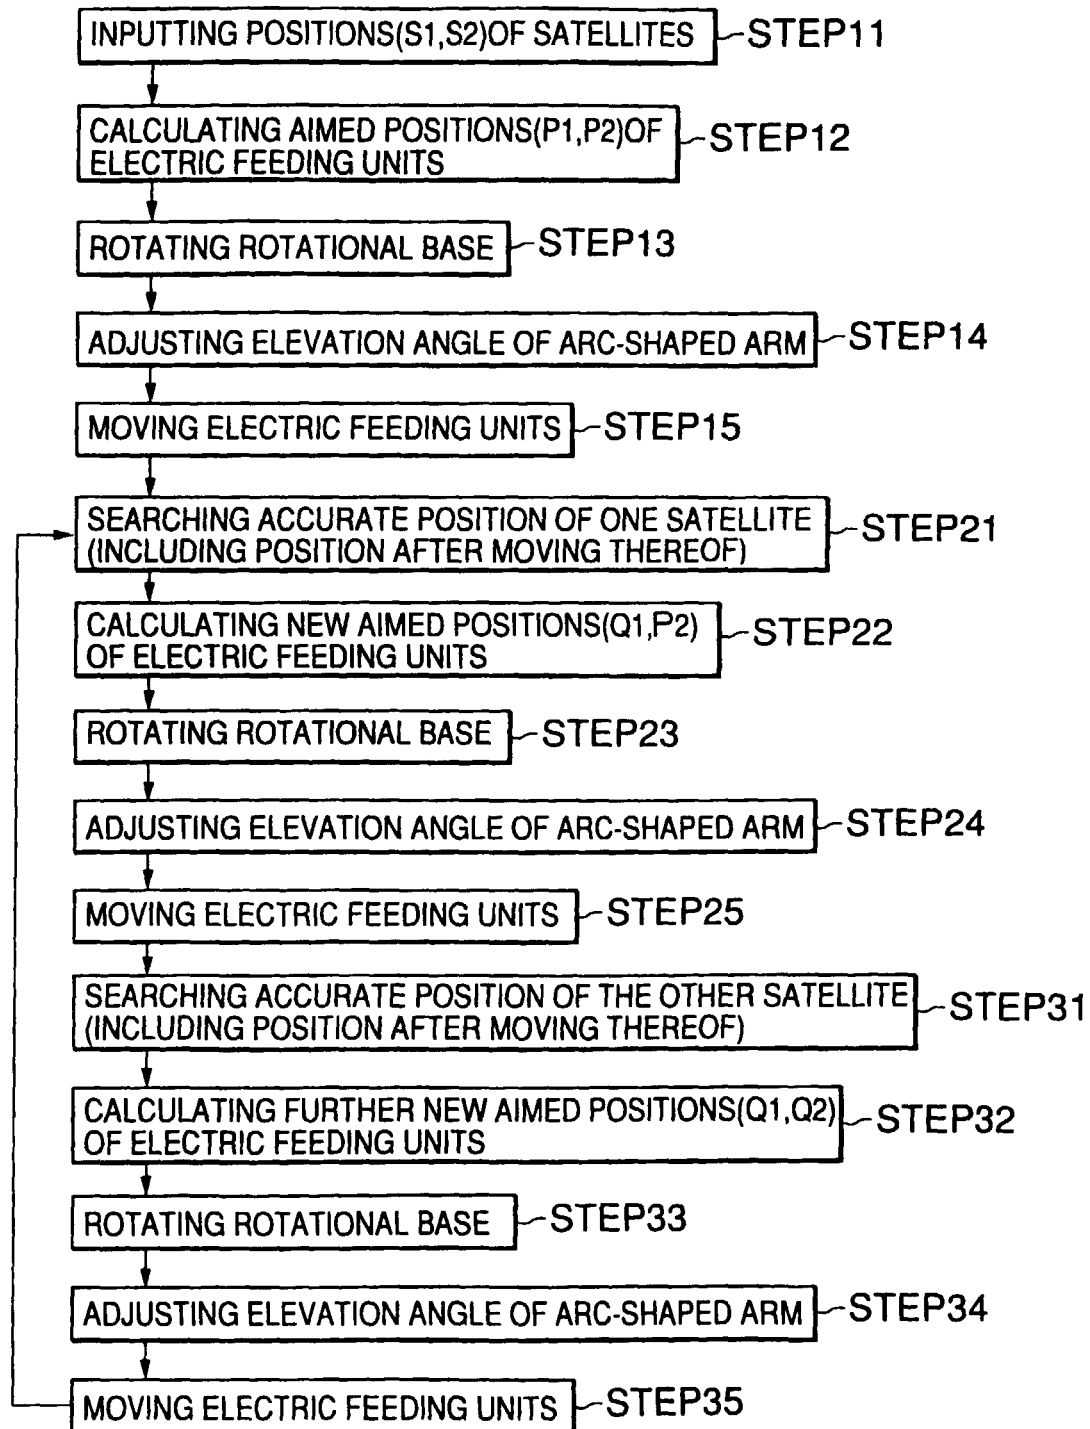 INPUTTING POSITIONS(S1,S2)OF SATELLITES
STEP11
CALCULATING AIMED POSITIONS(P1,P2)OF
ELECTRIC FEEDING UNITS
STEP12
ROTATING ROTATIONAL BASE
STEP13
ADJUSTING ELEVATION ANGLE OF ARC-SHAPED ARM
STEP14
MOVING ELECTRIC FEEDING UNITS
STEP15
SEARCHING ACCURATE POSITION OF ONE SATELLITE
(INCLUDING POSITION AFTER MOVING THEREOF)
STEP21
CALCULATING NEW AIMED POSITIONS(Q1,P2)
OF ELECTRIC FEEDING UNITS
STEP22
ROTATING ROTATIONAL BASE
STEP23
ADJUSTING ELEVATION ANGLE OF ARC-SHAPED ARM
STEP24
MOVING ELECTRIC FEEDING UNITS
STEP25
SEARCHING ACCURATE POSITION OF THE OTHER SATELLITE
(INCLUDING POSITION AFTER MOVING THEREOF)
STEP31
CALCULATING FURTHER NEW AIMED POSITIONS(Q1,Q2)
OF ELECTRIC FEEDING UNITS
STEP32
ROTATING ROTATIONAL BASE
STEP33
ADJUSTING ELEVATION ANGLE OF ARC-SHAPED ARM
STEP34
MOVING ELECTRIC FEEDING UNITS
STEP35